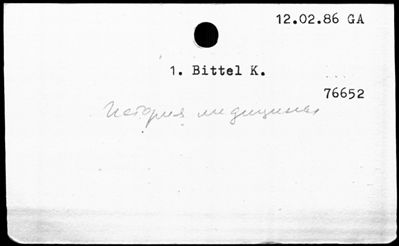 12.02.86 GA
1. Bittel K.
76652
История медицины